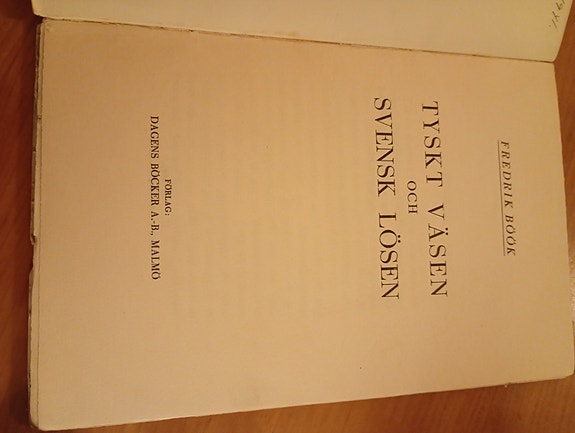 FREDRIK BÖÖK
TYSKT VÄSEN
OCH
SVENSK LÖSEN
FÖRLAG:
DAGENS BÖCKER A.-B., MALMÖ